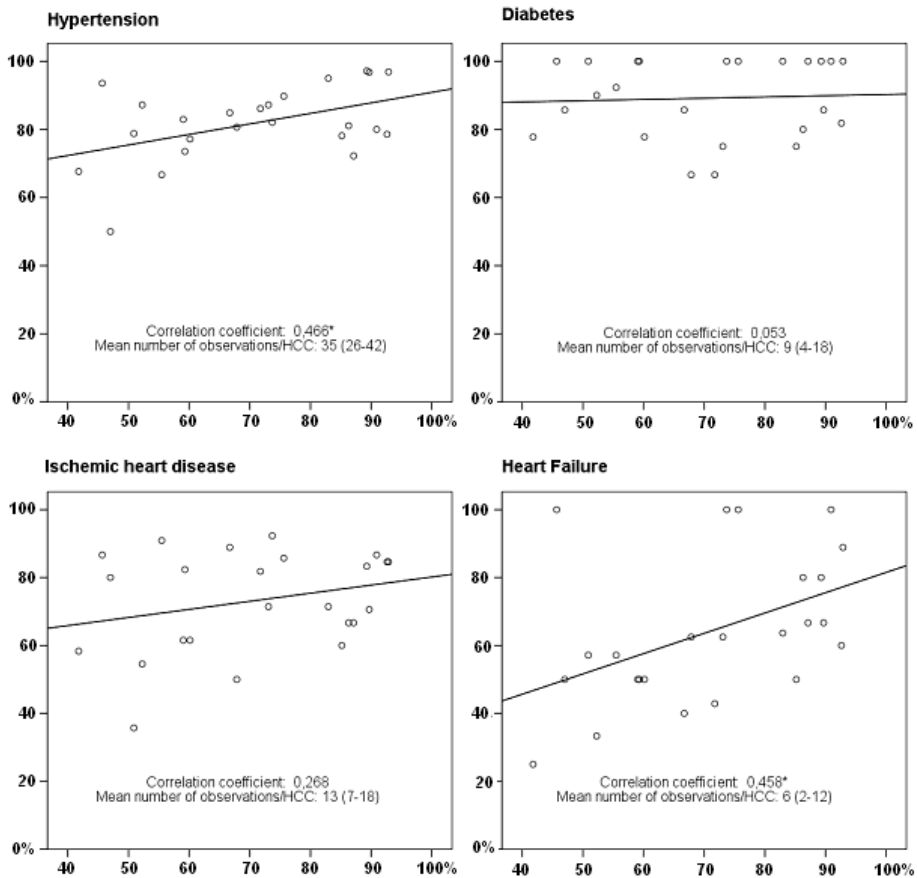 Hypertension
100
80
60
40
20
0%
Correlation coefficient: 0,466*
Mean number of observations/HCC: 35 (26-42)
40 50 60 70 80 90 100%
Diabetes
100
80
60
40
20
0%
Correlation coefficient: 0,053
Mean number of observations/HCC: 9 (4-18)
40 50 60 70 80 90 100%
Ischemic heart disease
100
80
60
40
20
0%
Correlation coefficient: 0,268
Mean number of observations/HCC: 13 (7-18)
40 50 60 70 80 90 100%
Heart Failure
100
80
60
40
20
0%
Correlation coefficient: 0,458*
Mean number of observations/HCC: 6 (2-12)
40 50 60 70 80 90 100%